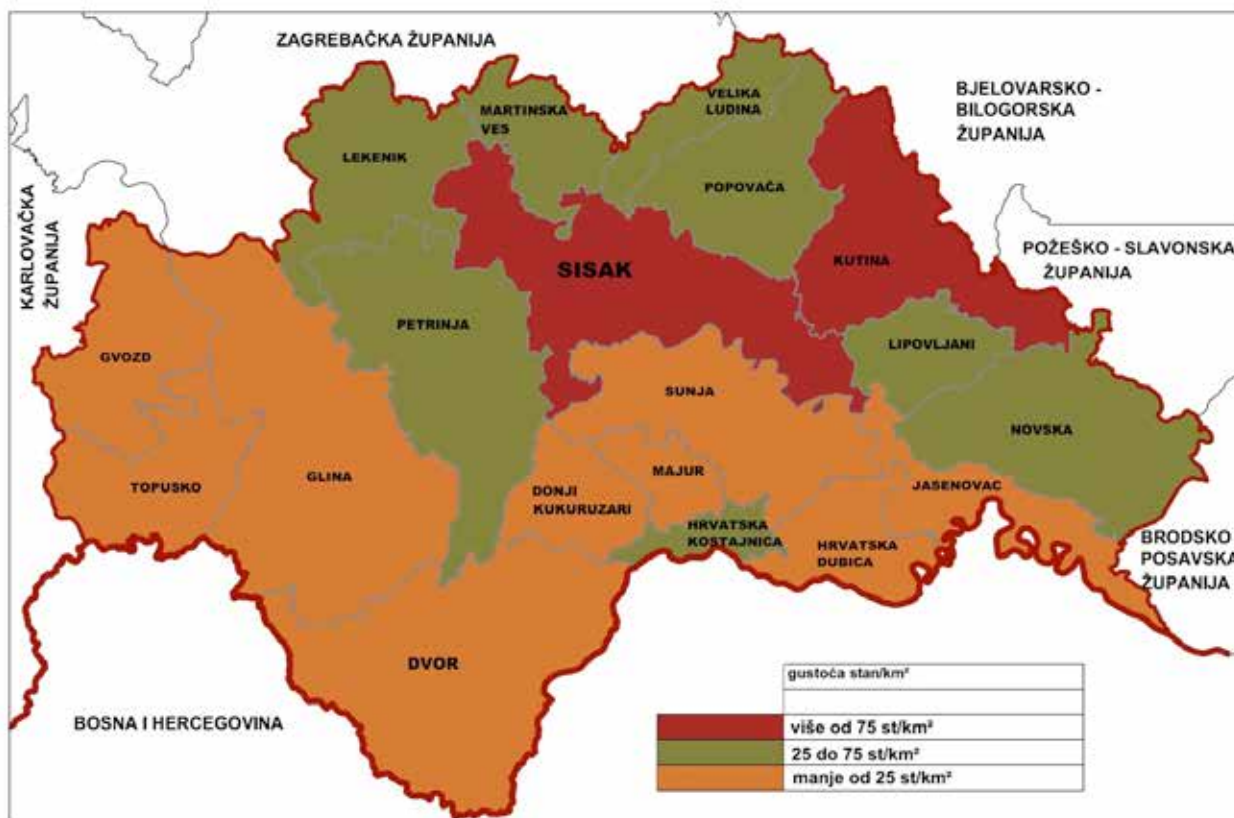 ZAGREBAČKA ŽUPANIJA
BJELOVARSKO -
BILOGORSKA
ŽUPANIJA
KARLOVAČKA
ŽUPANIJA
POŽEŠKO - SLAVONSKA
ŽUPANIJA
VELIKA
LUDINA
MARTINSKA
VES
LEKENIK
POPOVAČA
SISAK
KUTINA
PETRINJA
LIPOVLJANI
GVOZD
SUNJA
NOVSKA
TOPUSKO
GLINA
MAJUR
DONJI
KUKURUZARI
JASENOVAC
HRVATSKA
KOSTAJNICA
HRVATSKA
DUBICA
BRODSKO
POSAVSKA
ŽUPANIJA
DVOR
BOSNA I HERCEGOVINA
gustoća stan/km²
više od 75 st/km²
25 do 75 st/km²
manje od 25 st/km²